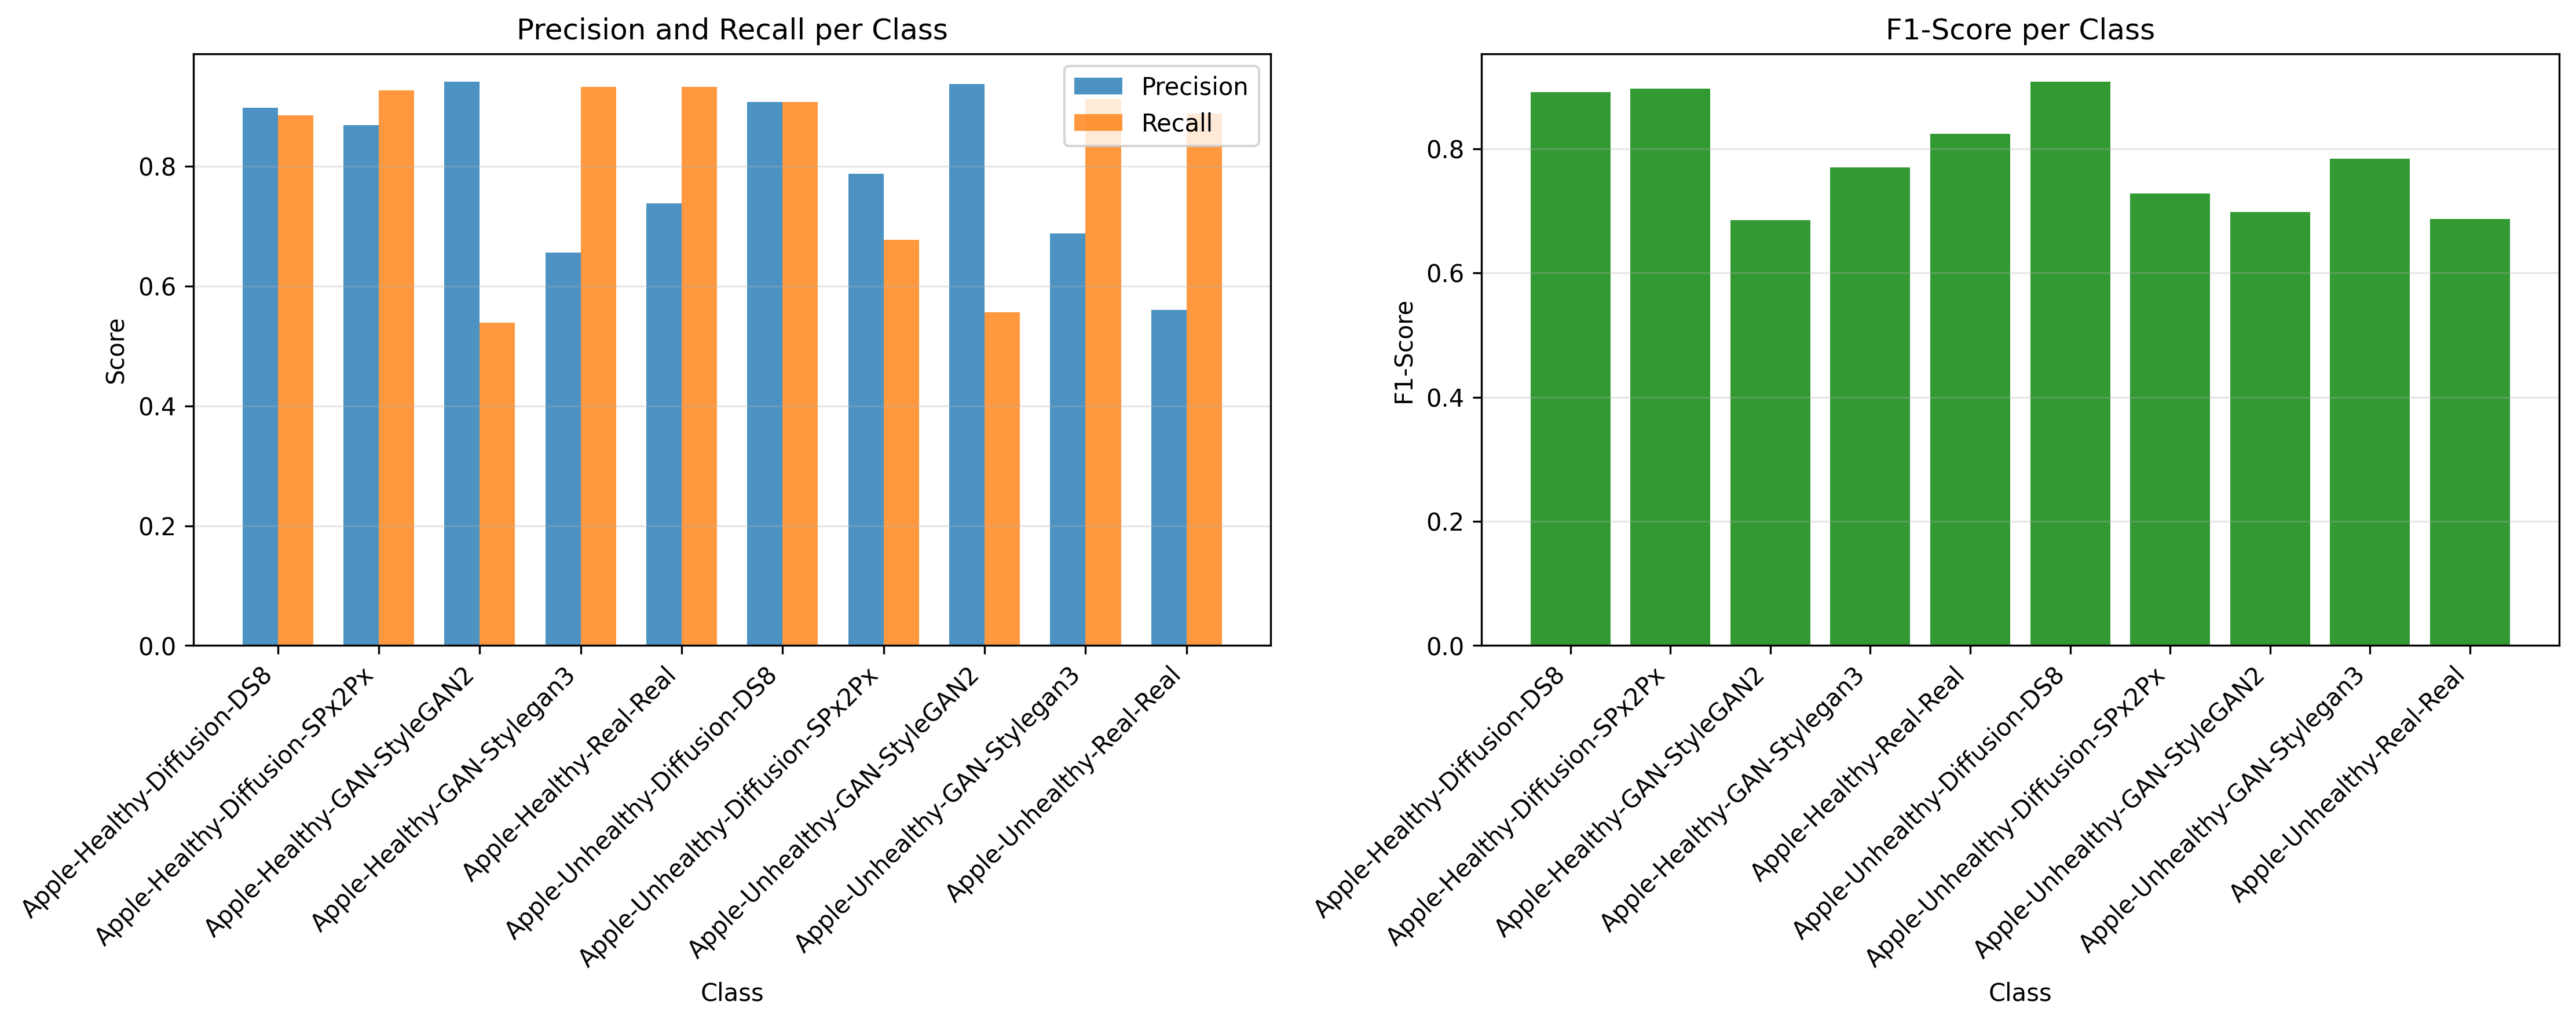 Precision and Recall per Class
Precision
Recall
Score
0.8
0.6
0.4
0.2
0.0
Apple-Healthy-Diffusion-DS8
Apple-Healthy-Diffusion-SPx2Px
Apple-Healthy-GAN-StyleGAN2
Apple-Healthy-GAN-Stylegan3
Apple-Healthy-Real-Real
Apple-Unhealthy-Diffusion-DS8
Apple-Unhealthy-Diffusion-SPx2Px
Apple-Unhealthy-GAN-StyleGAN2
Apple-Unhealthy-GAN-Stylegan3
Apple-Unhealthy-Real-Real
Class
F1-Score per Class
F1-Score
0.8
0.6
0.4
0.2
0.0
Apple-Healthy-Diffusion-DS8
Apple-Healthy-Diffusion-SPx2Px
Apple-Healthy-GAN-StyleGAN2
Apple-Healthy-GAN-Stylegan3
Apple-Healthy-Real-Real
Apple-Unhealthy-Diffusion-DS8
Apple-Unhealthy-Diffusion-SPx2Px
Apple-Unhealthy-GAN-StyleGAN2
Apple-Unhealthy-GAN-Stylegan3
Apple-Unhealthy-Real-Real
Class